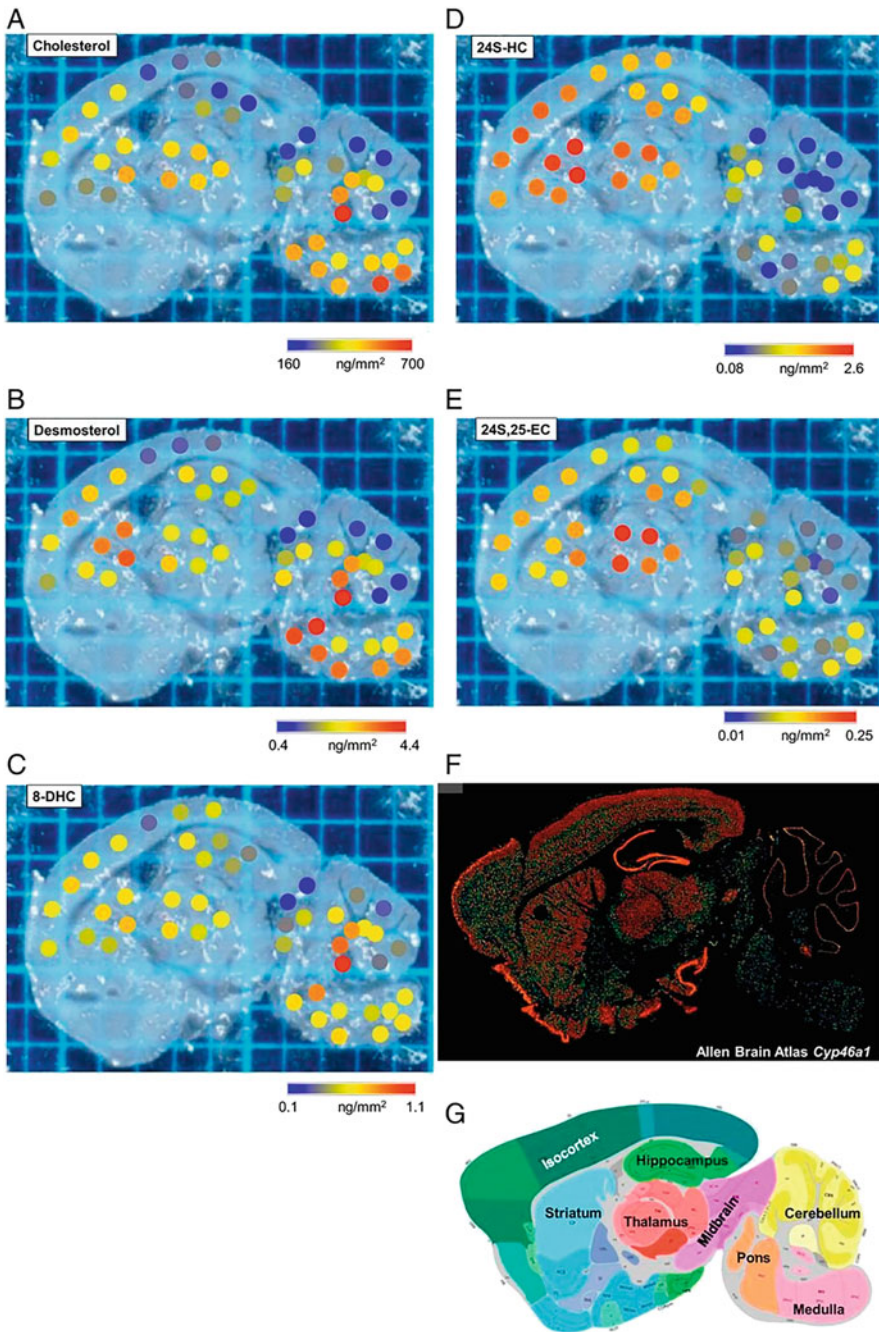 A
Cholesterol
160 ng/mm² 700
B
Desmosterol
0.4 ng/mm² 4.4
C
8-DHC
0.1 ng/mm² 1.1
D
24S-HC
0.08 ng/mm² 2.6
E
24S,25-EC
0.01 ng/mm² 0.25
F
Allen Brain Atlas Cyp46a1
G
Isocortex
Hippocampus
Striatum
Thalamus
Midbrain
Cerebellum
Pons
Medulla